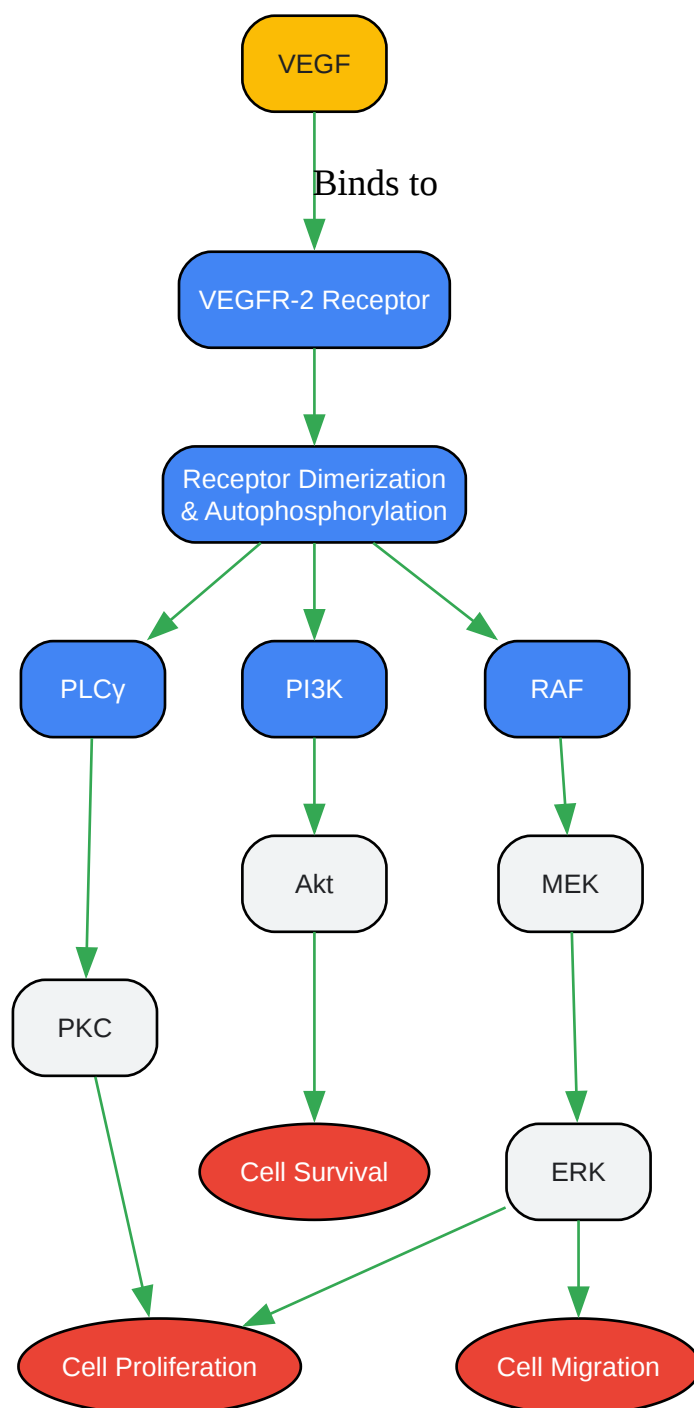 VEGF
Binds to
VEGFR-2 Receptor
Receptor Dimerization
& Autophosphorylation
PLCγ
PI3K
RAF
Akt
MEK
PKC
Cell Survival
ERK
Cell Proliferation
Cell Migration